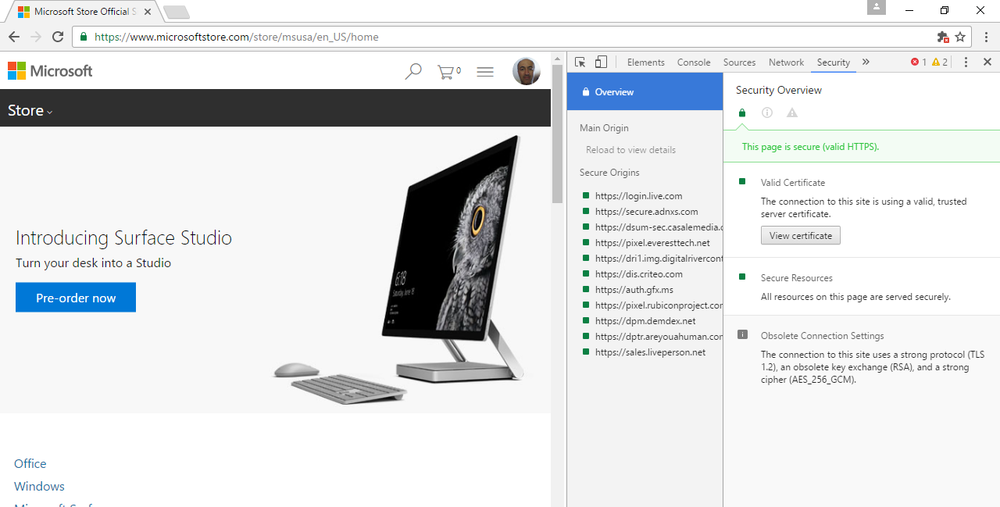 Microsoft Store Official S
https://www.microsoftstore.com/store/msusa/en_US/home
Microsoft
0
Store
Introducing Surface Studio
Turn your desk into a Studio
Pre-order now
6:18
Saturday, June 18
Office
Windows
Elements Console Sources Network Security » 1 2
Overview
Main Origin
Reload to view details
Secure Origins
https://login.live.com
https://secure.adnxs.com
https://dsum-sec.casalemedia.c
https://pixel.everesttech.net
https://dri1.img.digitalrivercont
https://dis.criteo.com
https://auth.gfx.ms
https://pixel.rubiconproject.con
https://dpm.demdex.net
https://dptr.areyouahuman.con
https://sales.liveperson.net
Security Overview
This page is secure (valid HTTPS).
Valid Certificate
The connection to this site is using a valid, trusted
server certificate.
View certificate
Secure Resources
All resources on this page are served securely.
Obsolete Connection Settings
The connection to this site uses a strong protocol (TLS
1.2), an obsolete key exchange (RSA), and a strong
cipher (AES_256_GCM).